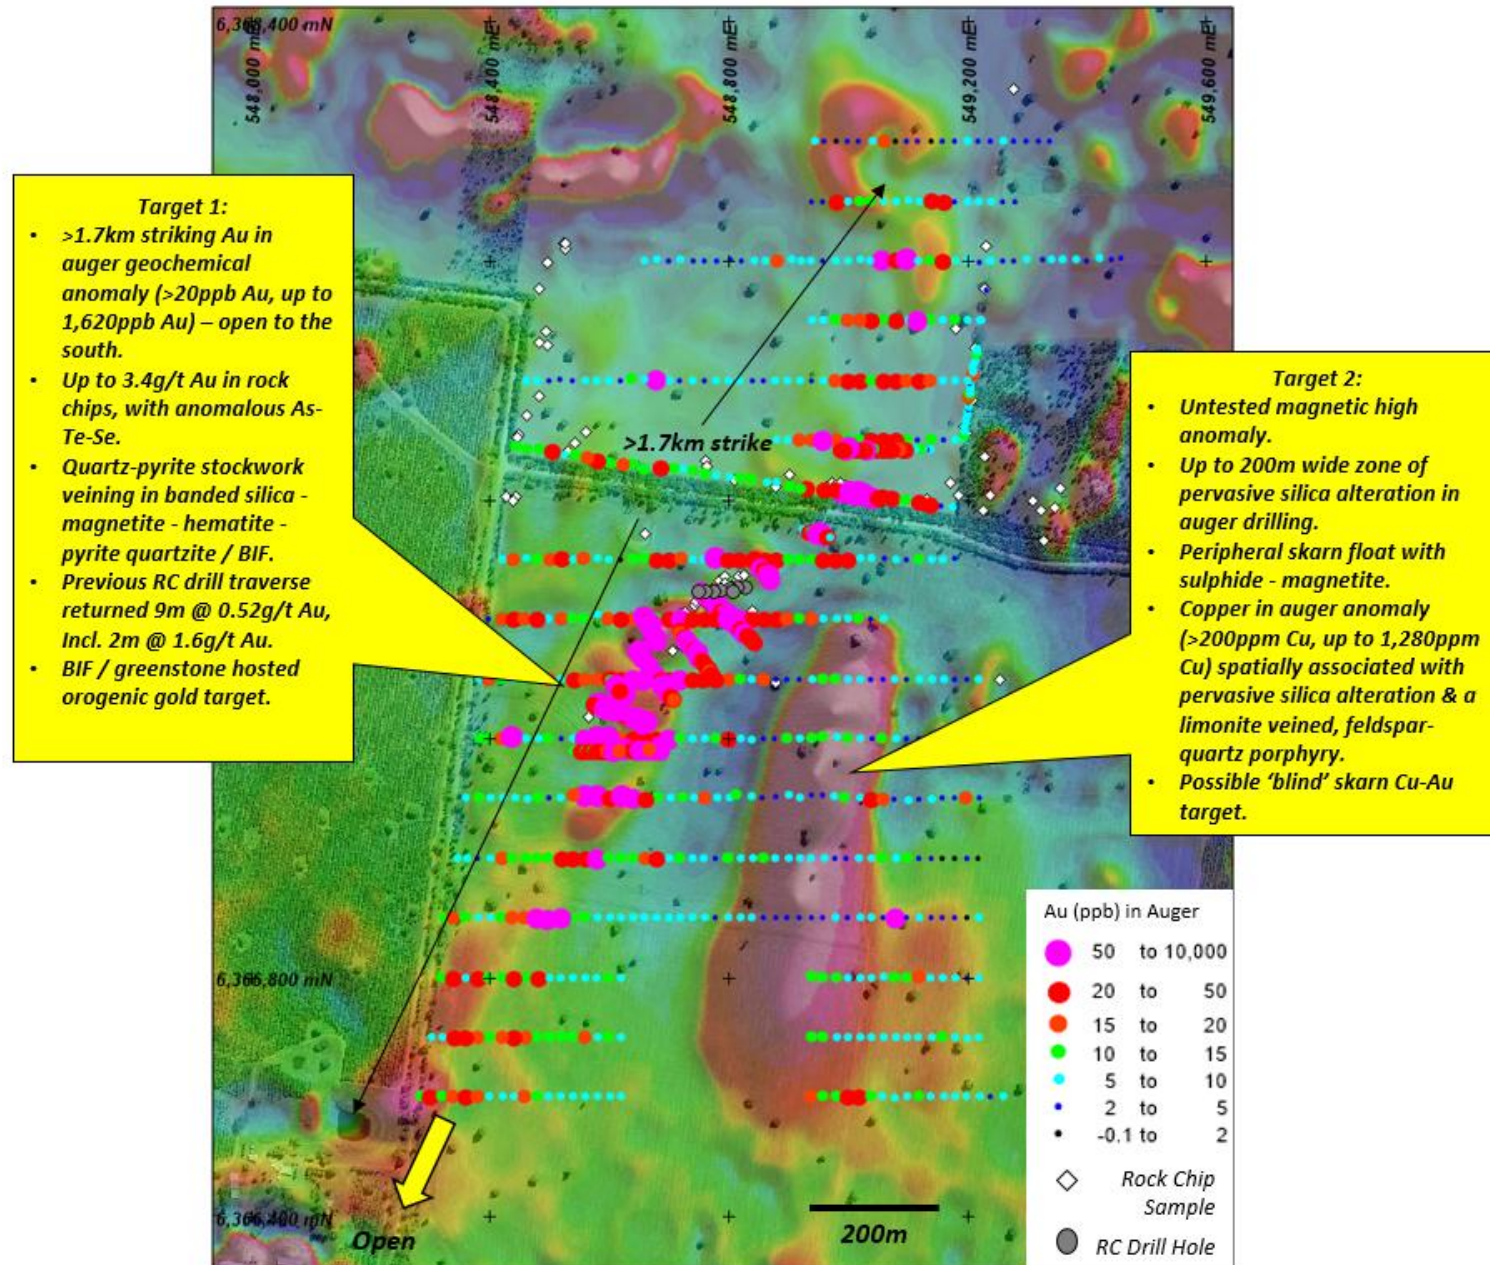 6,368,400 mN
548,000 mE
548,400 mE
548,800 mE
549,200 mE
549,600 mE
Target 1:
• >1.7km striking Au in
auger geochemical
anomaly (>20ppb Au, up to
1,620ppb Au) – open to the
south.
• Up to 3.4g/t Au in rock
chips, with anomalous As-
Te-Se.
• Quartz-pyrite stockwork
veining in banded silica -
magnetite - hematite -
pyrite quartzite / BIF.
• Previous RC drill traverse
returned 9m @ 0.52g/t Au,
Incl. 2m @ 1.6g/t Au.
• BIF / greenstone hosted
orogenic gold target.
>1.7km strike
Target 2:
• Untested magnetic high
anomaly.
• Up to 200m wide zone of
pervasive silica alteration in
auger drilling.
• Peripheral skarn float with
sulphide - magnetite.
• Copper in auger anomaly
(>200ppm Cu, up to 1,280ppm
Cu) spatially associated with
pervasive silica alteration & a
limonite veined, feldspar-
quartz porphyry.
• Possible ‘blind’ skarn Cu-Au
target.
6,366,800 mN
6,366,400 mN
Open
200m
Au (ppb) in Auger
50 to 10,000
20 to 50
15 to 20
10 to 15
5 to 10
2 to 5
-0.1 to 2
Rock Chip
Sample
RC Drill Hole